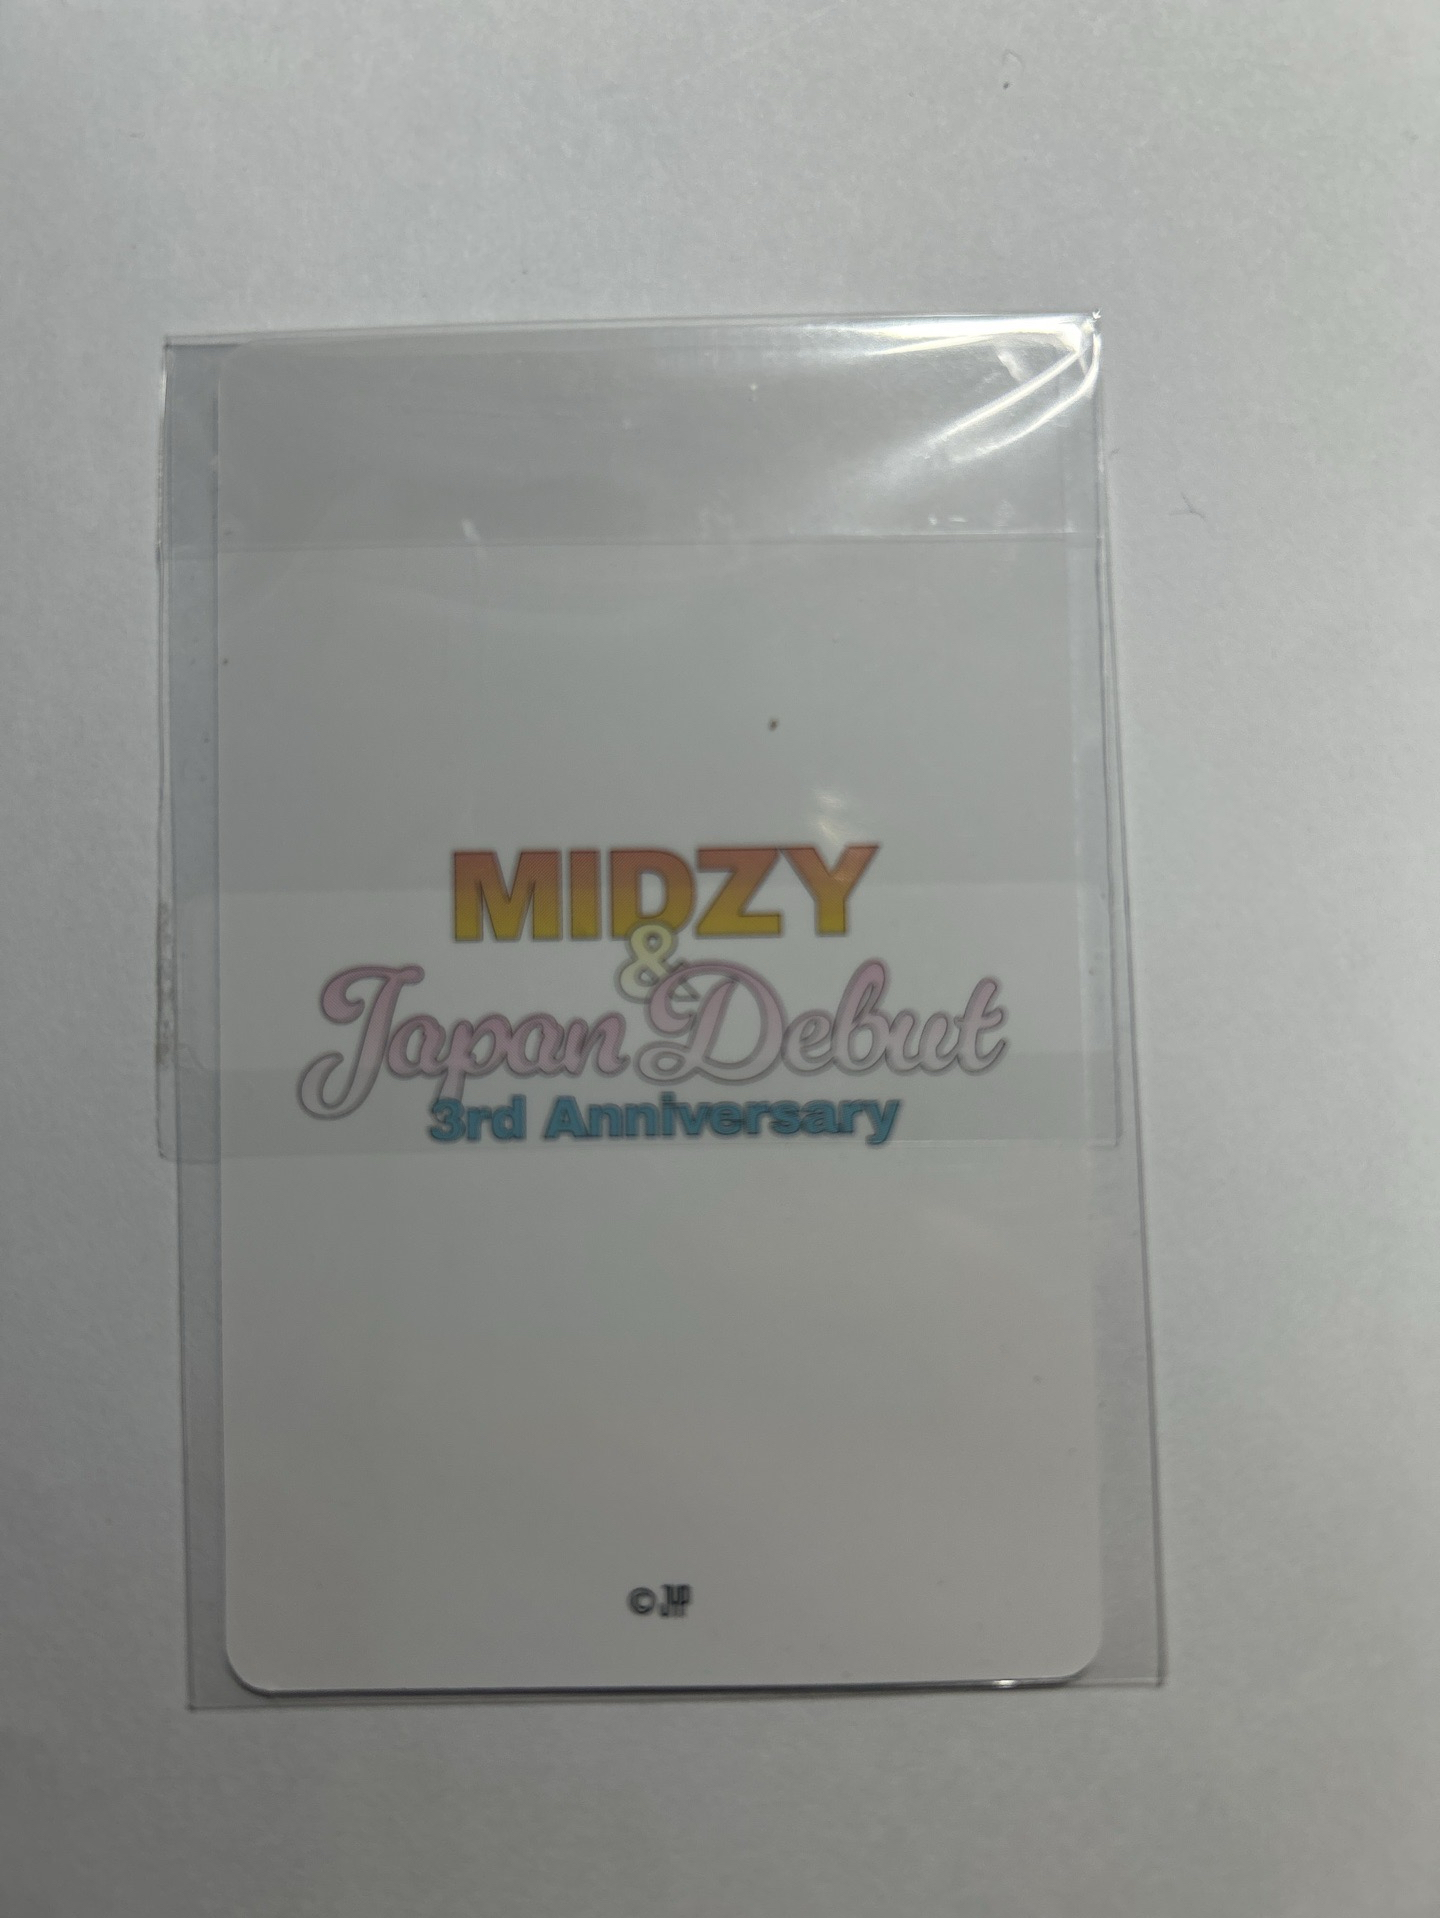 MIDZY
&
Japan Debut
3rd Anniversary
© JYP